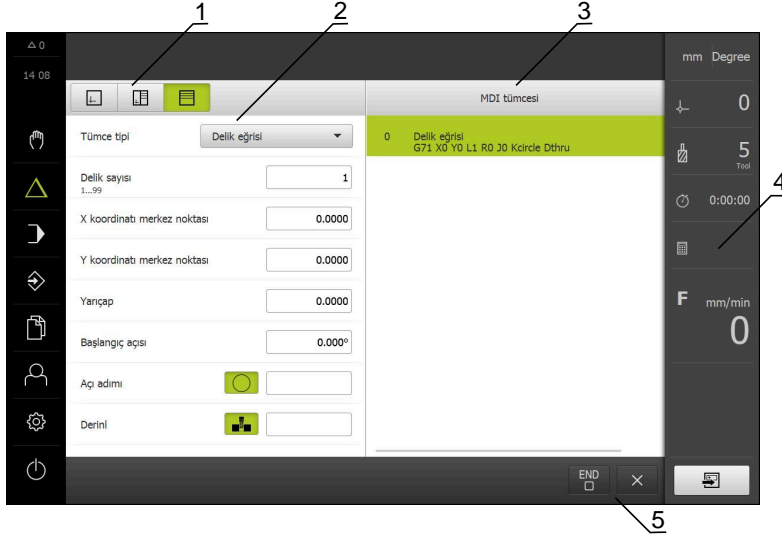 1
2
3
0
14 08
mm Degree
MDI tümcesi
0
Tümce tipi
Delik eğrisi
0 Delik eğrisi
G71 X0 Y0 L1 R0 J0 Kcircle Dthru
5
Tool
Delik sayısı
1...99
1
4
0:00:00
X koordinatı merkez noktası
0.0000
Y koordinatı merkez noktası
0.0000
Yarıçap
0.0000
F mm/min
0
Başlangıç açısı
0.000°
Açı adımı
Derinl
END
5